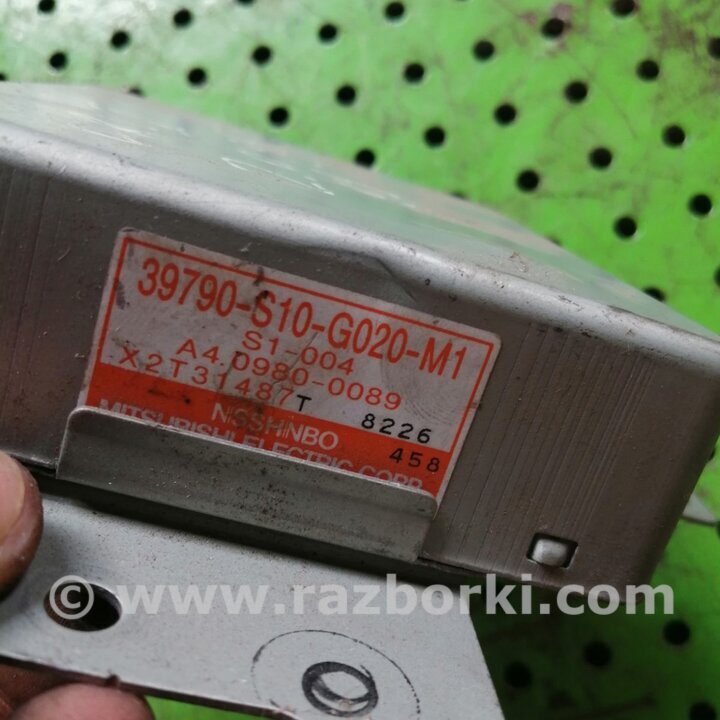 39790-S10-G020-M1
S1-004
A4.0980-0089
X2T31487T 8226
NISSHINBO 458
MITSUBISHI ELECTRIC CORP.
© www.razborki.com